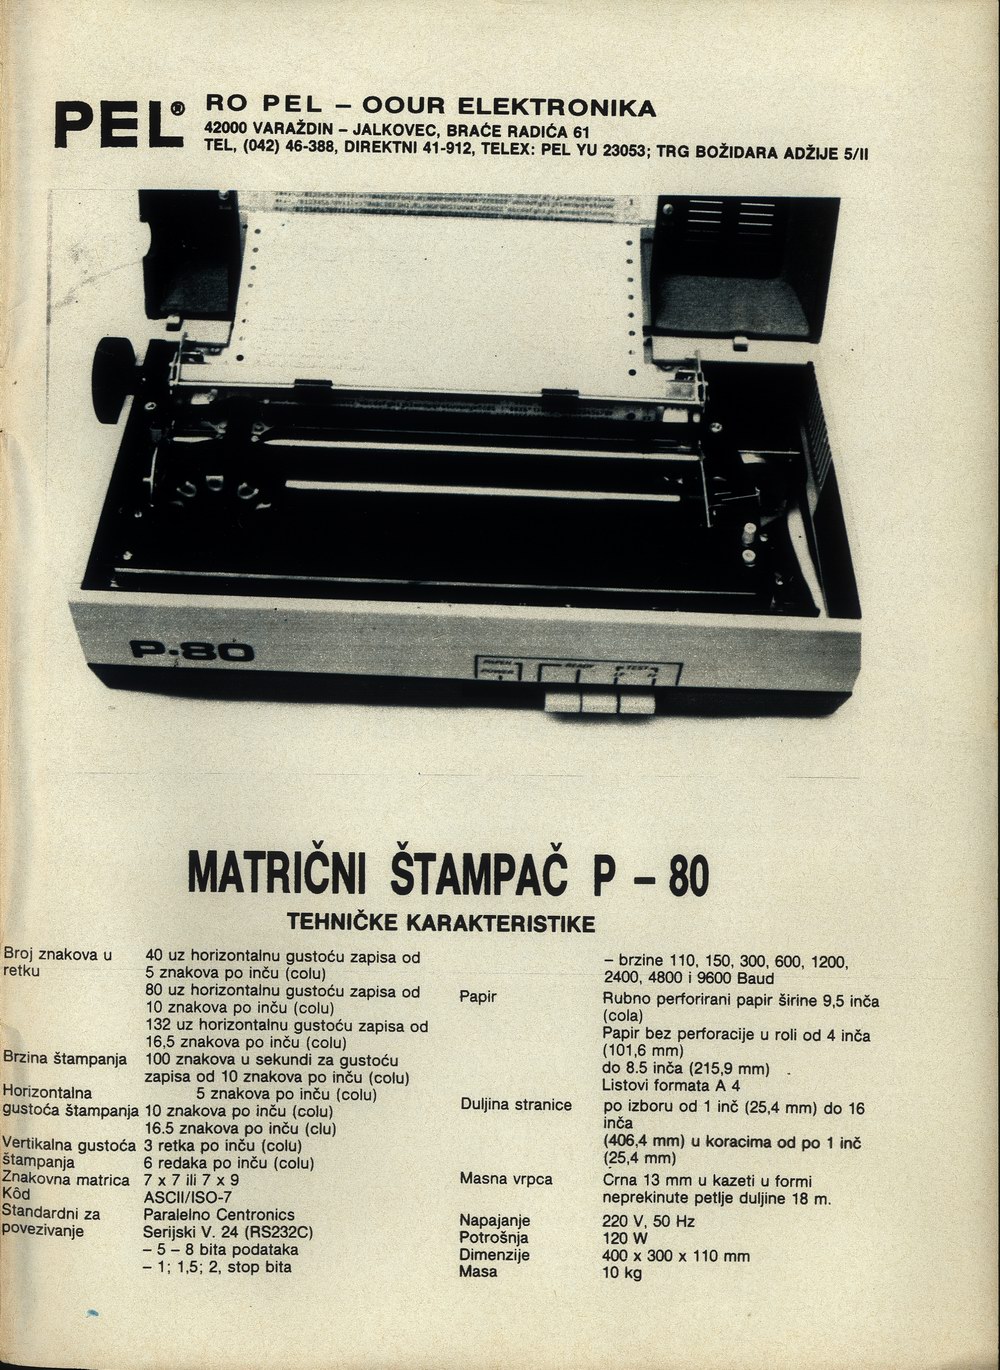 PEL®
RO PEL – OOUR ELEKTRONIKA
42000 VARAŽDIN – JALKOVEC, BRAĆE RADIĆA 61
TEL, (042) 46-388, DIREKTNI 41-912, TELEX: PEL YU 23053; TRG BOŽIDARA ADŽIJE 5/II
P-80
PAPER
POWER
READY
TEST
MATRIČNI ŠTAMPAČ P – 80
TEHNIČKE KARAKTERISTIKE
Broj znakova u retku
40 uz horizontalnu gustoću zapisa od
5 znakova po inču (colu)
80 uz horizontalnu gustoću zapisa od
10 znakova po inču (colu)
132 uz horizontalnu gustoću zapisa od
16,5 znakova po inču (colu)
Brzina štampanja 100 znakova u sekundi za gustoću
zapisa od 10 znakova po inču (colu)
Horizontalna 5 znakova po inču (colu)
gustoća štampanja 10 znakova po inču (colu)
16.5 znakova po inču (clu)
Vertikalna gustoća 3 retka po inču (colu)
štampanja 6 redaka po inču (colu)
Znakovna matrica 7 x 7 ili 7 x 9
Kôd ASCII/ISO-7
Standardni za Paralelno Centronics
povezivanje Serijski V. 24 (RS232C)
– 5 – 8 bita podataka
– 1; 1,5; 2, stop bita
– brzine 110, 150, 300, 600, 1200,
2400, 4800 i 9600 Baud
Papir Rubno perforirani papir širine 9,5 inča
(cola)
Papir bez perforacije u roli od 4 inča
(101,6 mm)
do 8.5 inča (215,9 mm)
Listovi formata A 4
Duljina stranice po izboru od 1 inč (25,4 mm) do 16
inča
(406,4 mm) u koracima od po 1 inč
(25,4 mm)
Masna vrpca Crna 13 mm u kazeti u formi
neprekinute petlje duljine 18 m.
Napajanje 220 V, 50 Hz
Potrošnja 120 W
Dimenzije 400 x 300 x 110 mm
Masa 10 kg